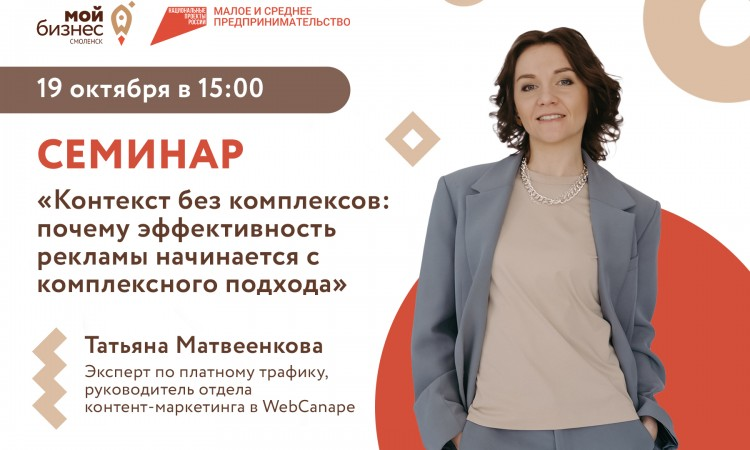 мой
бизнес
СМОЛЕНСК
НАЦИОНАЛЬНЫЕ
ПРОЕКТЫ
РОССИИ
МАЛОЕ И СРЕДНЕЕ
ПРЕДПРИНИМАТЕЛЬСТВО
19 октября в 15:00
СЕМИНАР
«Контекст без комплексов:
почему эффективность
рекламы начинается с
комплексного подхода»
Татьяна Матвеенкова
Эксперт по платному трафику,
руководитель отдела
контент-маркетинга в WebCanape